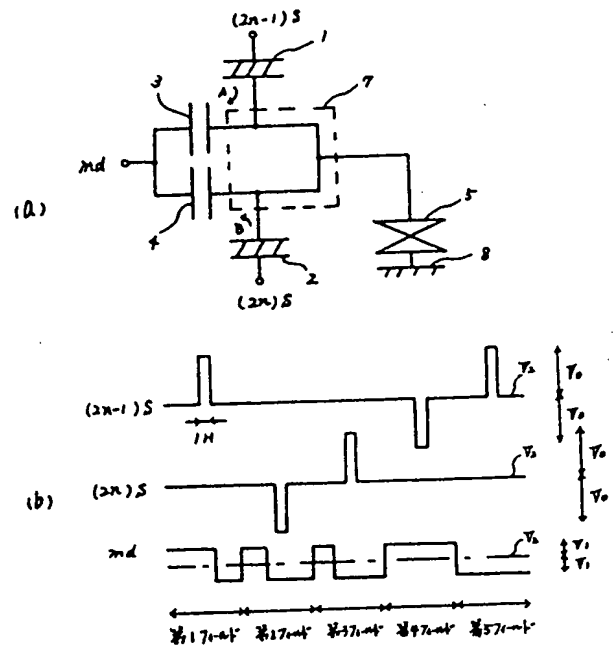 (2n-1) S
1
3
A
7
md
(a)
5
4
B
8
2
(2n) S
V₂
V₀
(2n-1) S
1H
V₀
V₀
V₂
(b)
(2n) S
V₀
md
V₂
V₁
V₁
第1フィールド 第2フィールド 第3フィールド 第4フィールド 第5フィールド